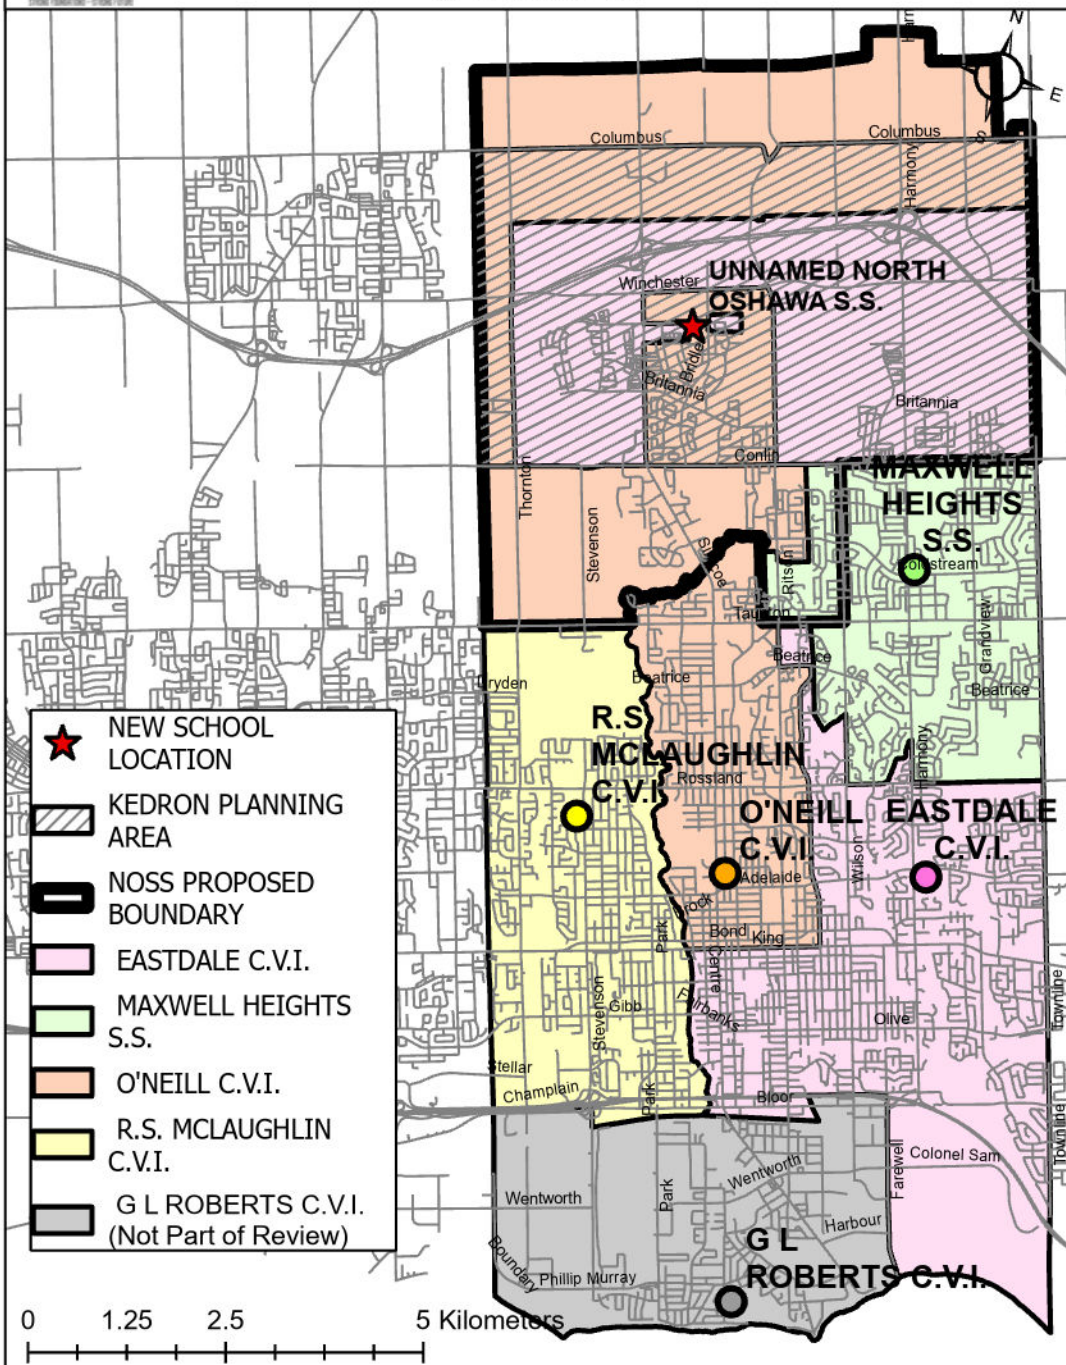 N
E
S
Columbus
Columbus
Harmony
Winchester
UNNAMED NORTH
OSHAWA S.S.
Bridle
Britannia
Britannia
Conlin
Thornton
Stevenson
Simcoe
Ritson
MAXWELL
HEIGHTS
S.S.
Coldstream
Taunton
Grandview
Beatrice
Beatrice
Beatrice
Dryden
R.S.
MCLAUGHLIN
C.V.I.
Rossland
Harmony
O'NEILL
C.V.I.
EASTDALE
C.V.I.
Wilson
Adelaide
Brock
Bond
King
Park
Centre
Fairbanks
Gibb
Stevenson
Olive
Townline
Stellar
Champlain
Park
Bloor
Townline
Farewell
Colonel Sam
Wentworth
Wentworth
Park
Harbour
Boundary
Phillip Murray
G L
ROBERTS C.V.I.
NEW SCHOOL
LOCATION
KEDRON PLANNING
AREA
NOSS PROPOSED
BOUNDARY
EASTDALE C.V.I.
MAXWELL HEIGHTS
S.S.
O'NEILL C.V.I.
R.S. MCLAUGHLIN
C.V.I.
G L ROBERTS C.V.I.
(Not Part of Review)
0 1.25 2.5 5 Kilometers